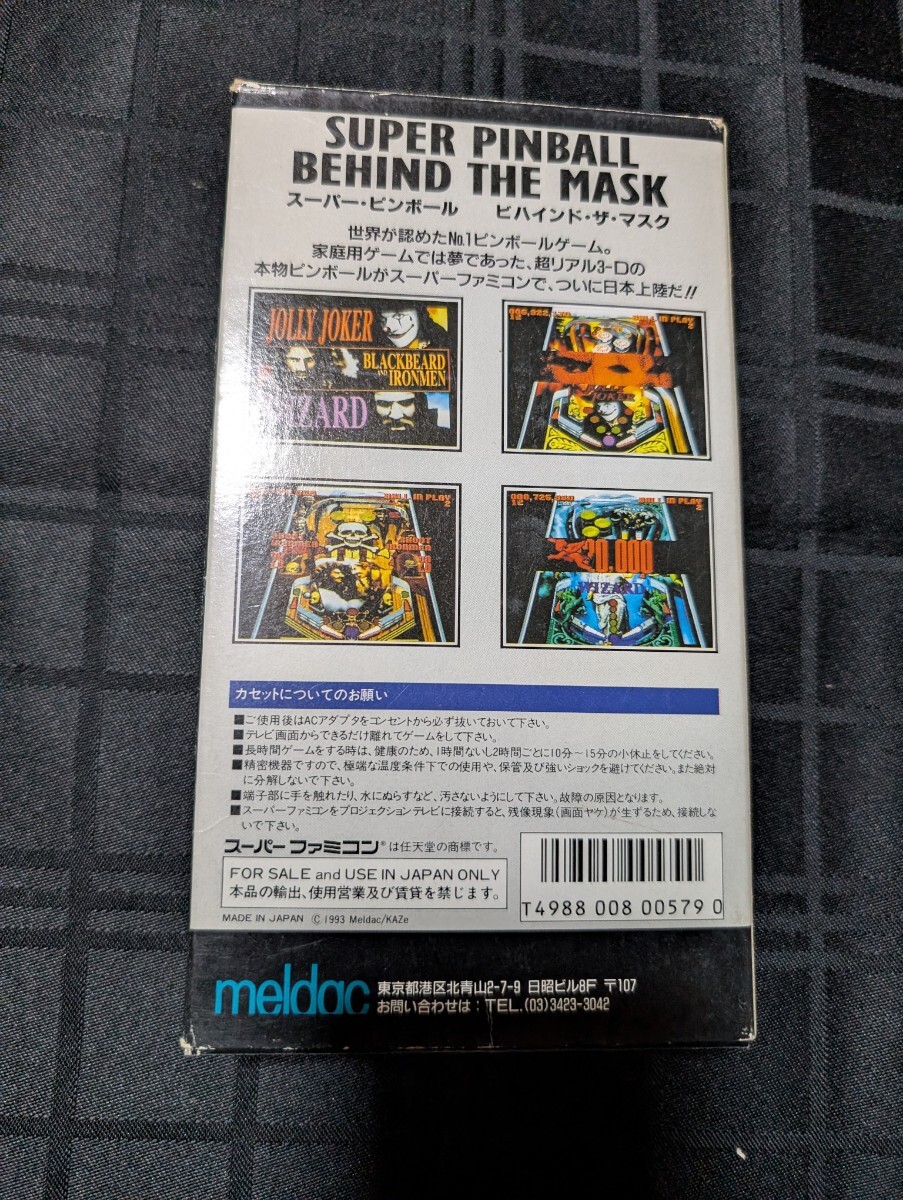 SUPER PINBALL
BEHIND THE MASK
スーパー・ピンボール ビハインド・ザ・マスク
世界が認めたNo.1ピンボールゲーム。
家庭用ゲームでは夢であった、超リアル3-Dの
本物ピンボールがスーパーファミコンで、ついに日本上陸だ!!
JOLLY JOKER
BLACKBEARD
AND IRONMEN
WIZARD
BALL IN PLAY
12
2
JOKER
BALL IN PLAY
12
2
SHOOT
IRONMEN
BALL IN PLAY
12
2
20,000
WIZARD
カセットについてのお願い
■ご使用後はACアダプタをコンセントから必ず抜いておいて下さい。
■テレビ画面からできるだけ離れてゲームをして下さい。
■長時間ゲームをする時は、健康のため、1時間ないし2時間ごとに10分〜15分の小休止をしてください。
■精密機器ですので、極端な温度条件下での使用や、保管及び強いショックを避けてください。また絶対
に分解しないで下さい。
■端子部に手を触れたり、水にぬらすなど、汚さないようにして下さい。故障の原因となります。
■スーパーファミコンをプロジェクションテレビに接続すると、残像現象(画面ヤケ)が生ずるため、接続しな
いで下さい。
スーパーファミコン®は任天堂の商標です。
FOR SALE and USE IN JAPAN ONLY
本品の輸出、使用営業及び賃貸を禁じます。
T4988 008 00579 0
MADE IN JAPAN © 1993 Meldac/KAZe
meldac
東京都港区北青山2-7-9 日昭ビル8F 〒107
お問い合わせは:TEL.(03)3423-3042